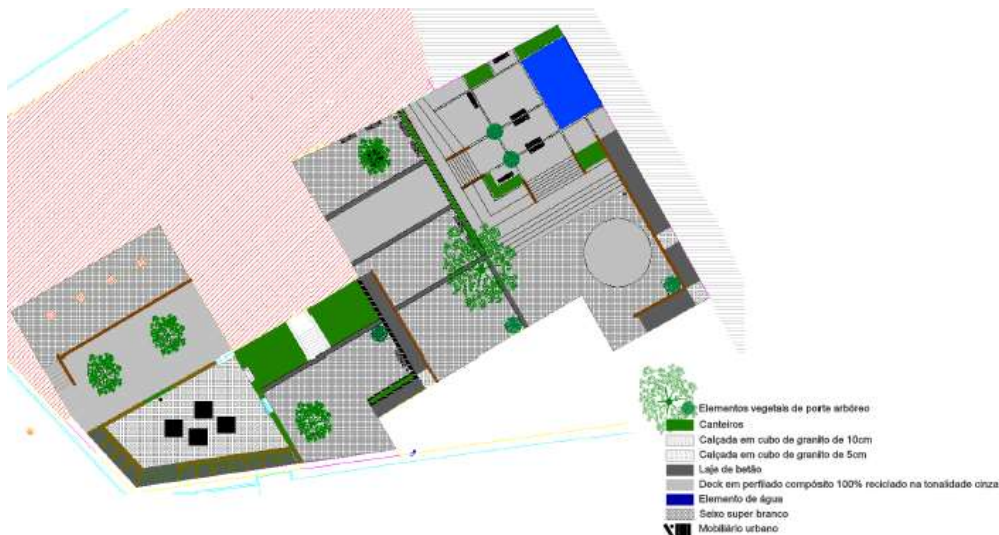 Elementos vegetais de porte arbóreo
Canteiros
Calçada em cubo de granito de 10cm
Calçada em cubo de granito de 5cm
Laje de betão
Deck em perfilado compósito 100% reciclado na tonalidade cinza
Elemento de água
Seixo super branco
Mobiliário urbano